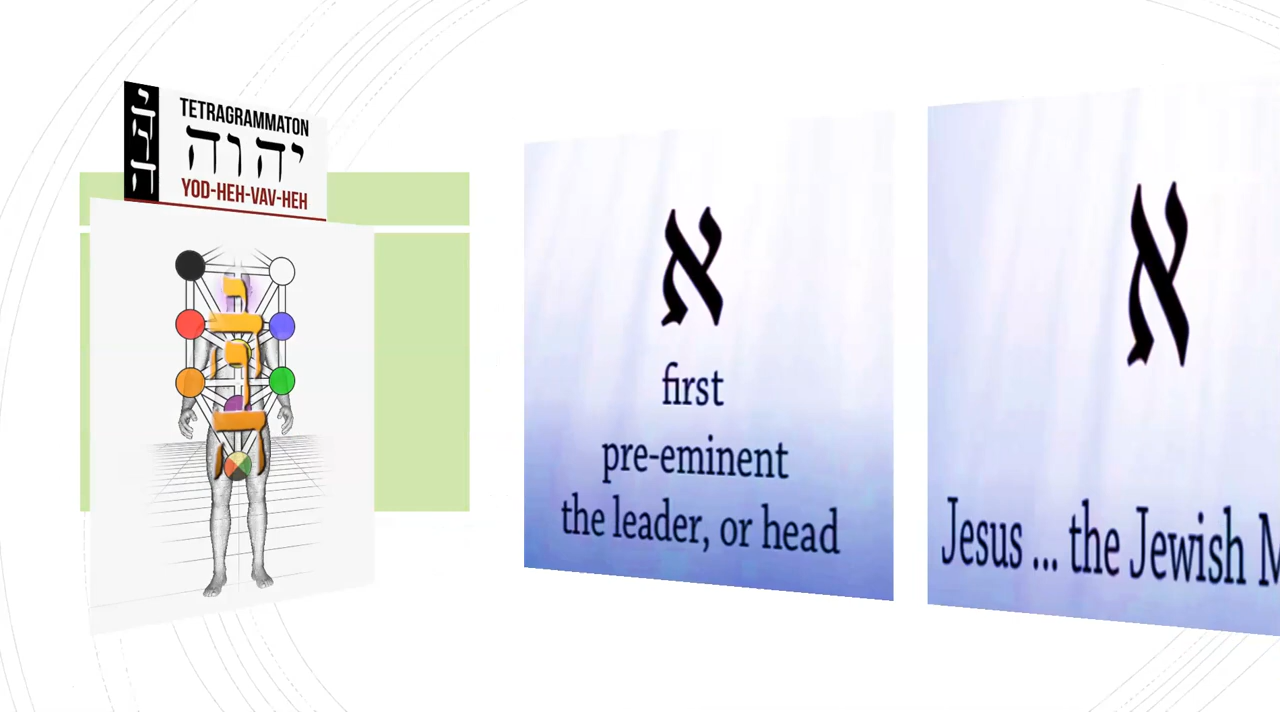 TETRAGRAMMATON
יהוה
YOD-HEH-VAV-HEH
יהוה
א
first
pre-eminent
the leader, or head
א
Jesus ... the Jewish M